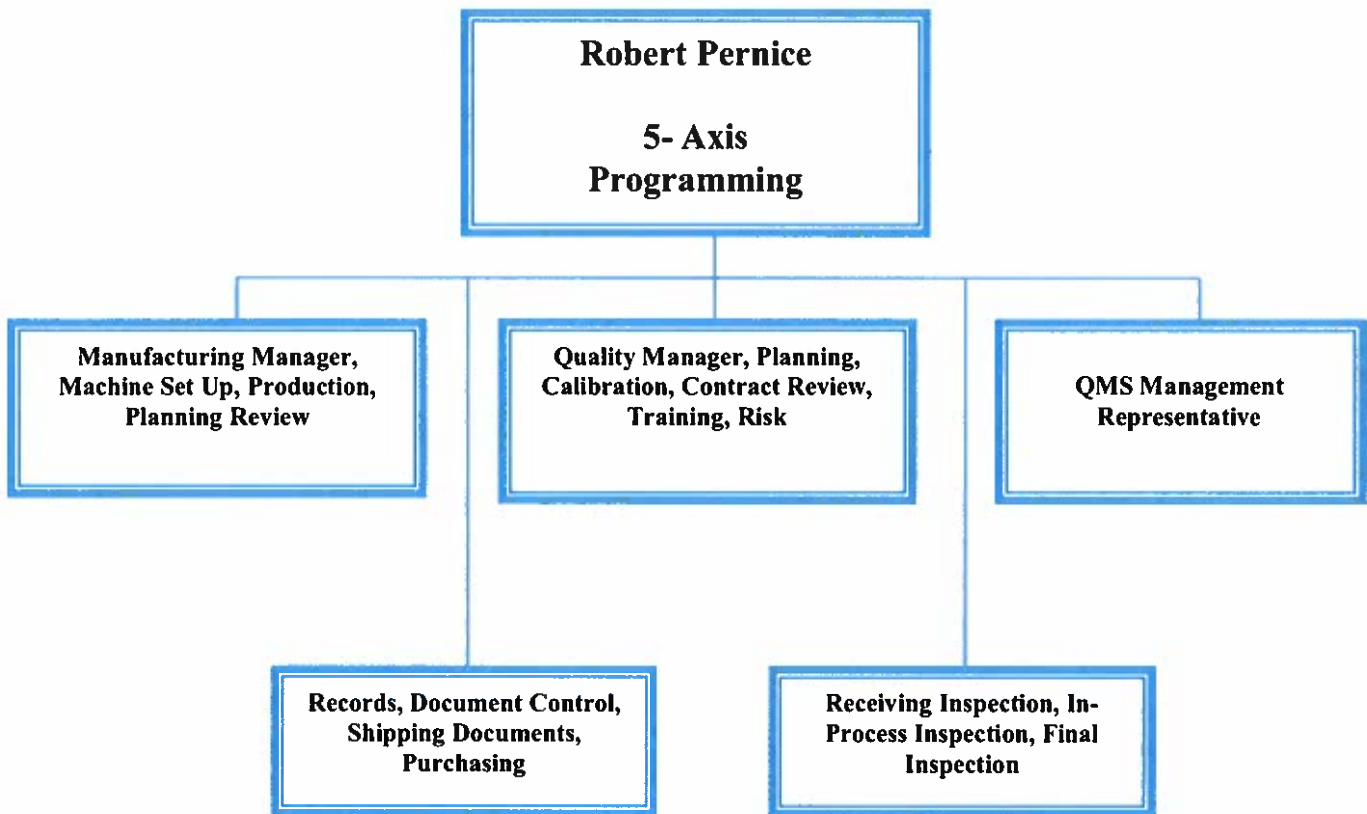 Robert Pernice
5- Axis
Programming
Manufacturing Manager,
Machine Set Up, Production,
Planning Review
Quality Manager, Planning,
Calibration, Contract Review,
Training, Risk
QMS Management
Representative
Records, Document Control,
Shipping Documents,
Purchasing
Receiving Inspection, In-
Process Inspection, Final
Inspection